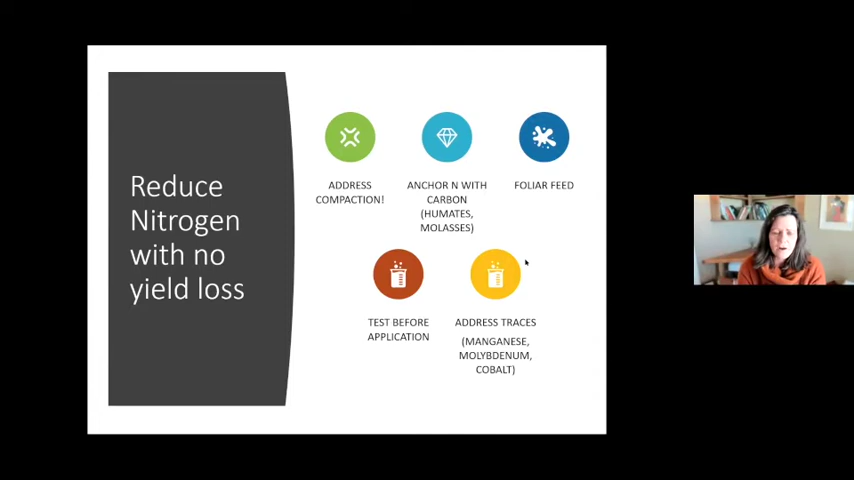 Reduce
Nitrogen
with no
yield loss
ADDRESS
COMPACTION!
ANCHOR N WITH
CARBON
(HUMATES,
MOLASSES)
FOLIAR FEED
TEST BEFORE
APPLICATION
ADDRESS TRACES
(MANGANESE,
MOLYBDENUM,
COBALT)